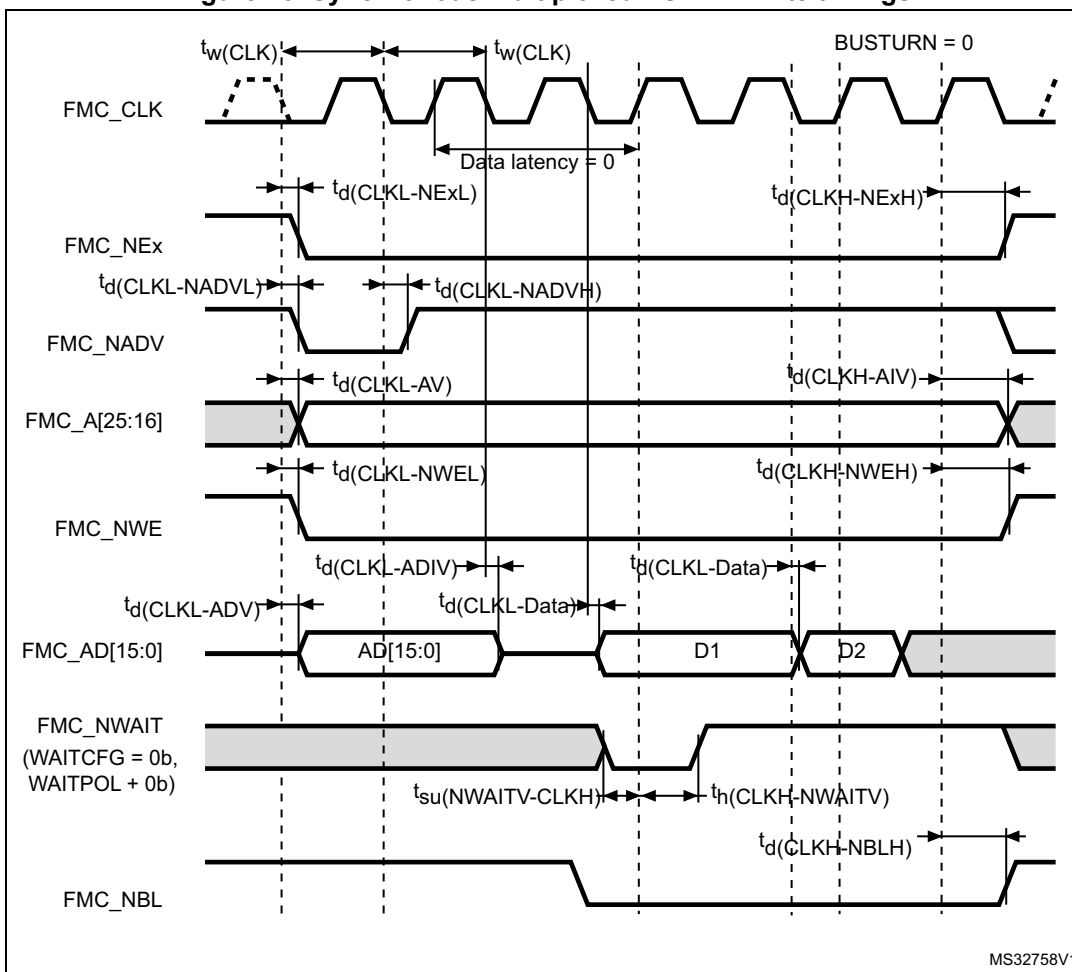 tw(CLK) tw(CLK) BUSTURN = 0
FMC_CLK
Data latency = 0
td(CLKL-NExL) td(CLKH-NExH)
FMC_NEx
td(CLKL-NADVL) td(CLKL-NADVH)
FMC_NADV
td(CLKL-AV) td(CLKH-AIV)
FMC_A[25:16]
td(CLKL-NWEL) td(CLKH-NWEH)
FMC_NWE
td(CLKL-ADIV) td(CLKL-Data)
td(CLKL-ADV) td(CLKL-Data)
FMC_AD[15:0] AD[15:0] D1 D2
FMC_NWAIT
(WAITCFG = 0b,
WAITPOL + 0b)
tsu(NWAITV-CLKH) th(CLKH-NWAITV)
td(CLKH-NBLH)
FMC_NBL
MS32758V1